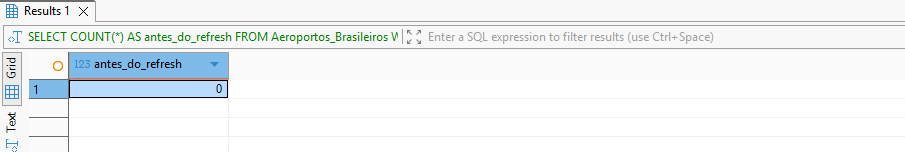 Results 1
SELECT COUNT(*) AS antes_do_refresh FROM Aeroportos_Brasileiros W
Enter a SQL expression to filter results (use Ctrl+Space)
Grid
123 antes_do_refresh
1 0
Text